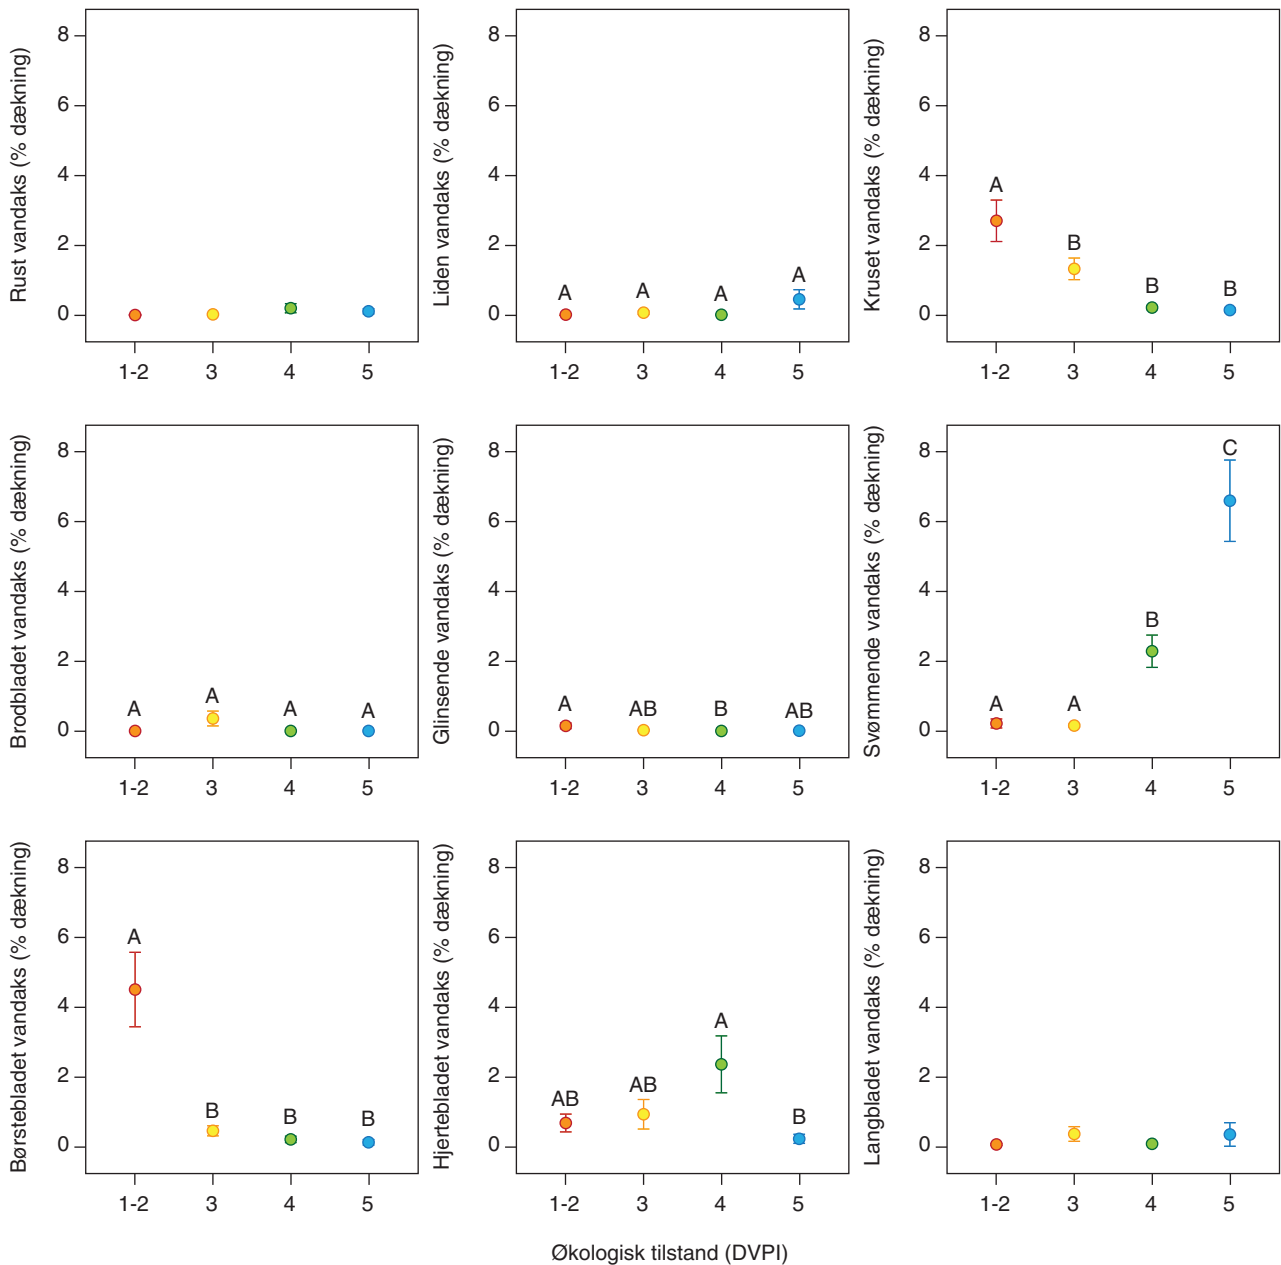 Rust vandaks (% dækning)
8
6
4
2
0
1-2 3 4 5
Liden vandaks (% dækning)
8
6
4
2
0
A A A A
1-2 3 4 5
Kruset vandaks (% dækning)
8
6
4
2
0
A B B B
1-2 3 4 5
Brodbladet vandaks (% dækning)
8
6
4
2
0
A A A A
1-2 3 4 5
Glinsende vandaks (% dækning)
8
6
4
2
0
A AB B AB
1-2 3 4 5
Svømmende vandaks (% dækning)
8
6
4
2
0
A A B C
1-2 3 4 5
Børstebladet vandaks (% dækning)
8
6
4
2
0
A B B B
1-2 3 4 5
Hjertebladet vandaks (% dækning)
8
6
4
2
0
AB AB A B
1-2 3 4 5
Langbladet vandaks (% dækning)
8
6
4
2
0
1-2 3 4 5
Økologisk tilstand (DVPI)